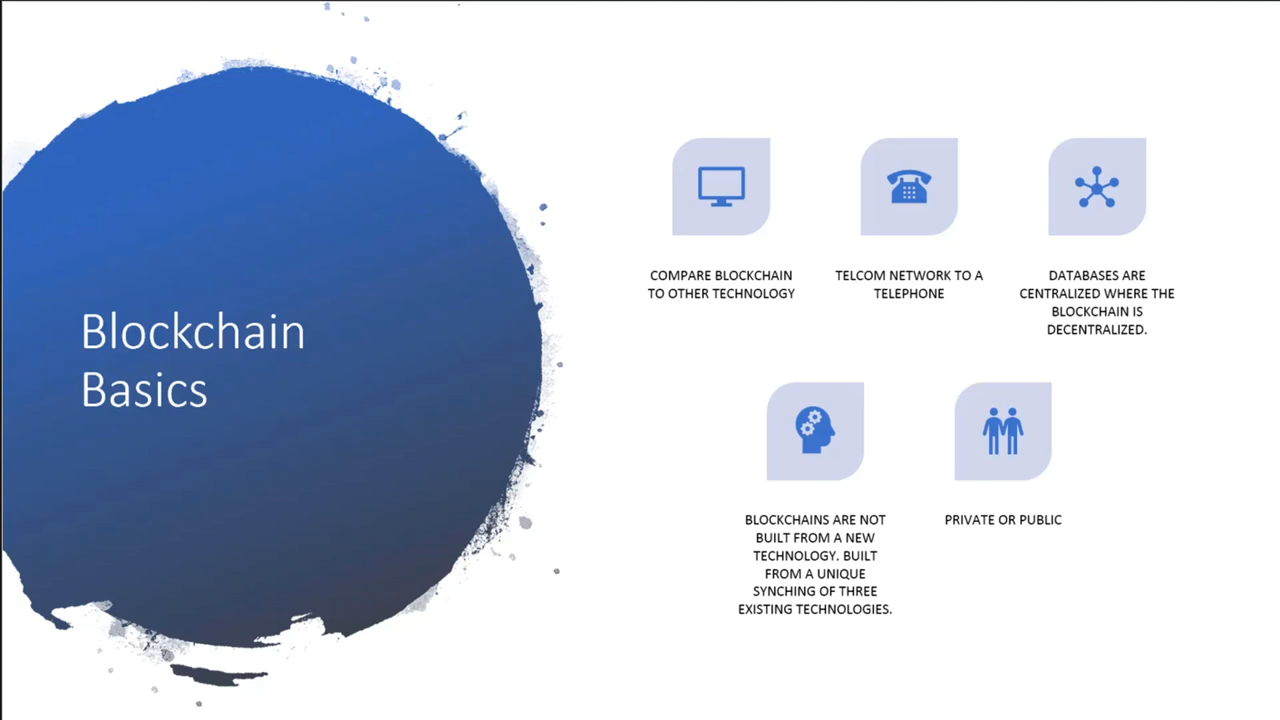 Blockchain
Basics
COMPARE BLOCKCHAIN
TO OTHER TECHNOLOGY
TELCOM NETWORK TO A
TELEPHONE
DATABASES ARE
CENTRALIZED WHERE THE
BLOCKCHAIN IS
DECENTRALIZED.
BLOCKCHAINS ARE NOT
BUILT FROM A NEW
TECHNOLOGY. BUILT
FROM A UNIQUE
SYNCHING OF THREE
EXISTING TECHNOLOGIES.
PRIVATE OR PUBLIC